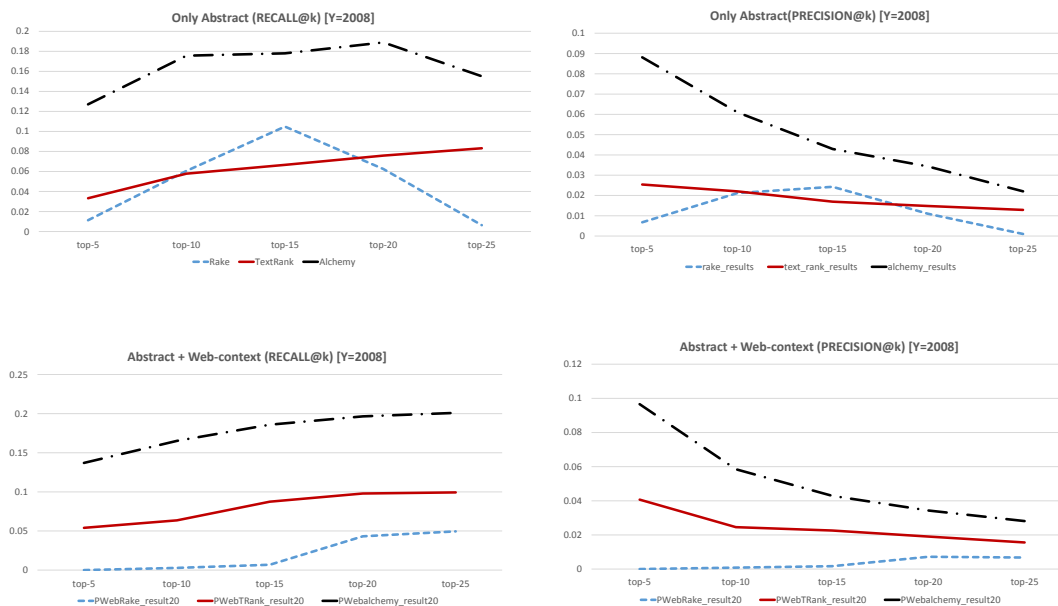 Only Abstract (RECALL@k) [Y=2008]
0.2
0.18
0.16
0.14
0.12
0.1
0.08
0.06
0.04
0.02
0
top-5 top-10 top-15 top-20 top-25
Rake TextRank Alchemy
Only Abstract(PRECISION@k) [Y=2008]
0.1
0.09
0.08
0.07
0.06
0.05
0.04
0.03
0.02
0.01
0
top-5 top-10 top-15 top-20 top-25
rake_results text_rank_results alchemy_results
Abstract + Web-context (RECALL@k) [Y=2008]
0.25
0.2
0.15
0.1
0.05
0
top-5 top-10 top-15 top-20 top-25
PWebRake_result20 PWebTRank_result20 PWebalchemy_result20
Abstract + Web-context (PRECISION@k) [Y=2008]
0.12
0.1
0.08
0.06
0.04
0.02
0
top-5 top-10 top-15 top-20 top-25
PWebRake_result20 PWebTRank_result20 PWebalchemy_result20